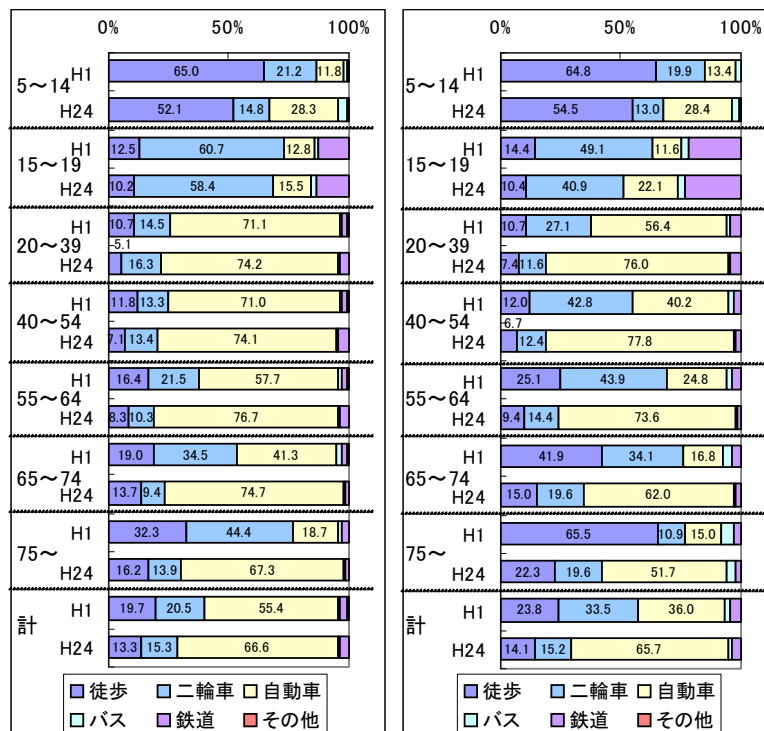 0% 50% 100%
5～14
H1 65.0 21.2 11.8
H24 52.1 14.8 28.3
15～19
H1 12.5 60.7 12.8
H24 10.2 58.4 15.5
20～39
H1 10.7 14.5 71.1
H24 5.1 16.3 74.2
40～54
H1 11.8 13.3 71.0
H24 7.1 13.4 74.1
55～64
H1 16.4 21.5 57.7
H24 8.3 10.3 76.7
65～74
H1 19.0 34.5 41.3
H24 13.7 9.4 74.7
75～
H1 32.3 44.4 18.7
H24 16.2 13.9 67.3
計
H1 19.7 20.5 55.4
H24 13.3 15.3 66.6
徒歩 二輪車 自動車
バス 鉄道 その他
0% 50% 100%
5～14
H1 64.8 19.9 13.4
H24 54.5 13.0 28.4
15～19
H1 14.4 49.1 11.6
H24 10.4 40.9 22.1
20～39
H1 10.7 27.1 56.4
H24 7.4 11.6 76.0
40～54
H1 12.0 42.8 40.2
H24 6.7 12.4 77.8
55～64
H1 25.1 43.9 24.8
H24 9.4 14.4 73.6
65～74
H1 41.9 34.1 16.8
H24 15.0 19.6 62.0
75～
H1 65.5 10.9 15.0
H24 22.3 19.6 51.7
計
H1 23.8 33.5 36.0
H24 14.1 15.2 65.7
徒歩 二輪車 自動車
バス 鉄道 その他